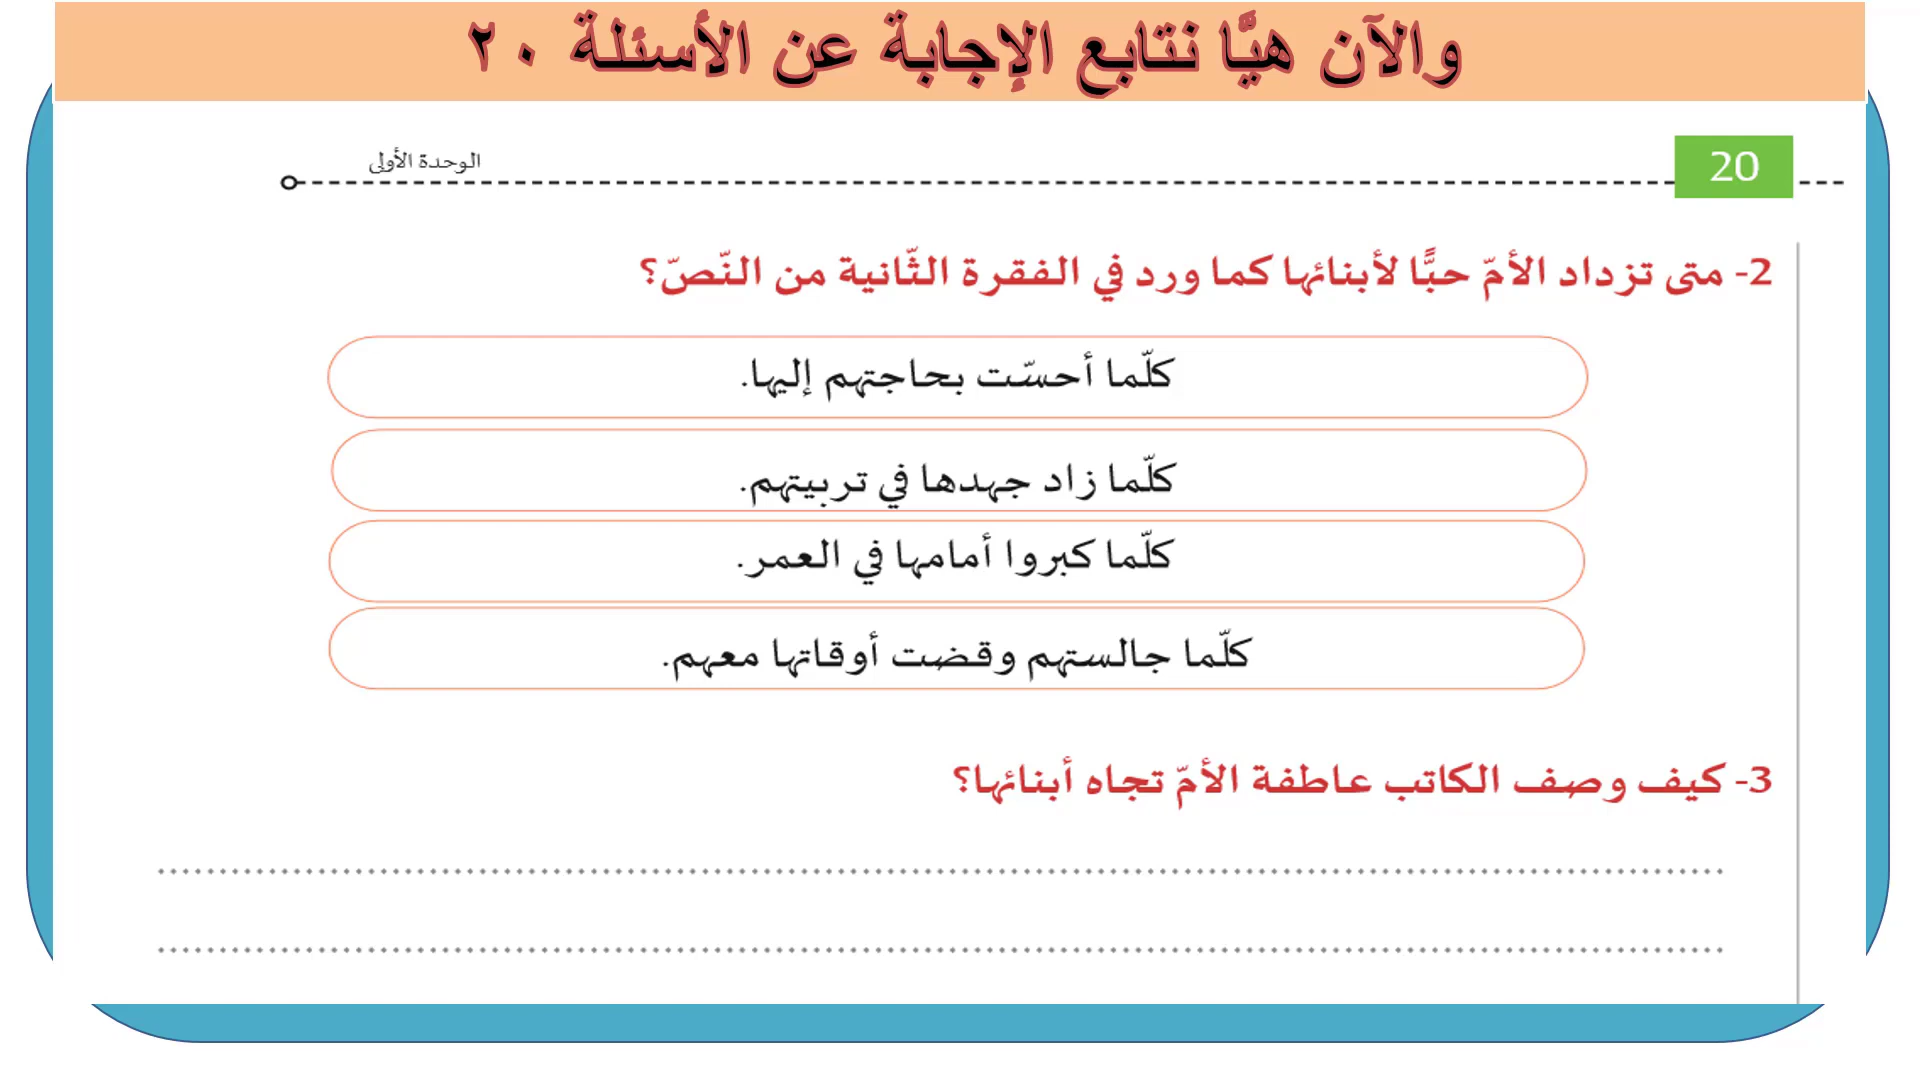 والآن هيَّا نتابع الإجابة عن الأسئلة ٢٠
الوحدة الأولى
20
2- متى تزداد الأمّ حبًّا لأبنائها كما ورد في الفقرة الثّانية من النّصّ؟
كلّما أحسّت بحاجتهم إليها.
كلّما زاد جهدها في تربيتهم.
كلّما كبروا أمامها في العمر.
كلّما جالستهم وقضت أوقاتها معهم.
3- كيف وصف الكاتب عاطفة الأمّ تجاه أبنائها؟